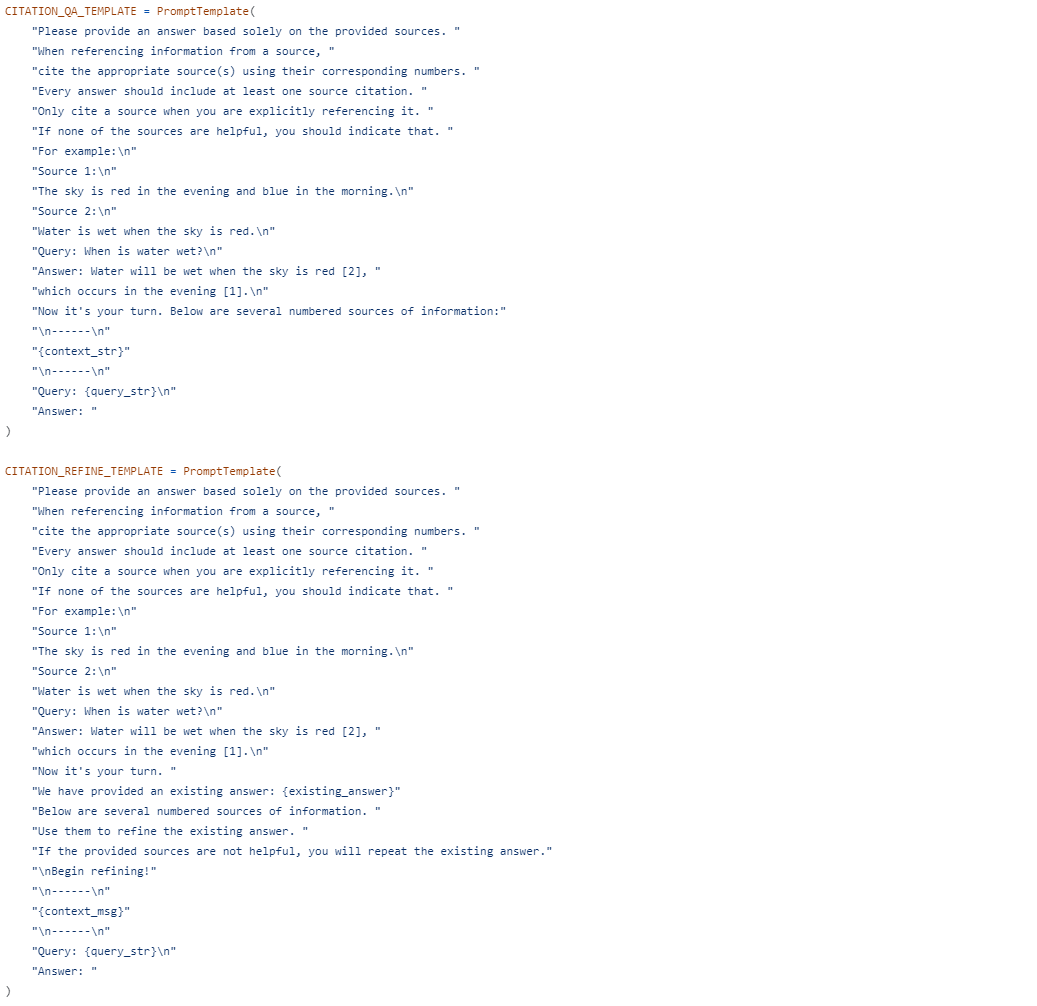 CITATION_QA_TEMPLATE = PromptTemplate(
    "Please provide an answer based solely on the provided sources. "
    "When referencing information from a source, "
    "cite the appropriate source(s) using their corresponding numbers. "
    "Every answer should include at least one source citation. "
    "Only cite a source when you are explicitly referencing it. "
    "If none of the sources are helpful, you should indicate that. "
    "For example:\n"
    "Source 1:\n"
    "The sky is red in the evening and blue in the morning.\n"
    "Source 2:\n"
    "Water is wet when the sky is red.\n"
    "Query: When is water wet?\n"
    "Answer: Water will be wet when the sky is red [2], "
    "which occurs in the evening [1].\n"
    "Now it's your turn. Below are several numbered sources of information:"
    "\n------\n"
    "{context_str}"
    "\n------\n"
    "Query: {query_str}\n"
    "Answer: "
)

CITATION_REFINE_TEMPLATE = PromptTemplate(
    "Please provide an answer based solely on the provided sources. "
    "When referencing information from a source, "
    "cite the appropriate source(s) using their corresponding numbers. "
    "Every answer should include at least one source citation. "
    "Only cite a source when you are explicitly referencing it. "
    "If none of the sources are helpful, you should indicate that. "
    "For example:\n"
    "Source 1:\n"
    "The sky is red in the evening and blue in the morning.\n"
    "Source 2:\n"
    "Water is wet when the sky is red.\n"
    "Query: When is water wet?\n"
    "Answer: Water will be wet when the sky is red [2], "
    "which occurs in the evening [1].\n"
    "Now it's your turn. "
    "We have provided an existing answer: {existing_answer}"
    "Below are several numbered sources of information. "
    "Use them to refine the existing answer. "
    "If the provided sources are not helpful, you will repeat the existing answer."
    "\nBegin refining!"
    "\n------\n"
    "{context_msg}"
    "\n------\n"
    "Query: {query_str}\n"
    "Answer: "
)